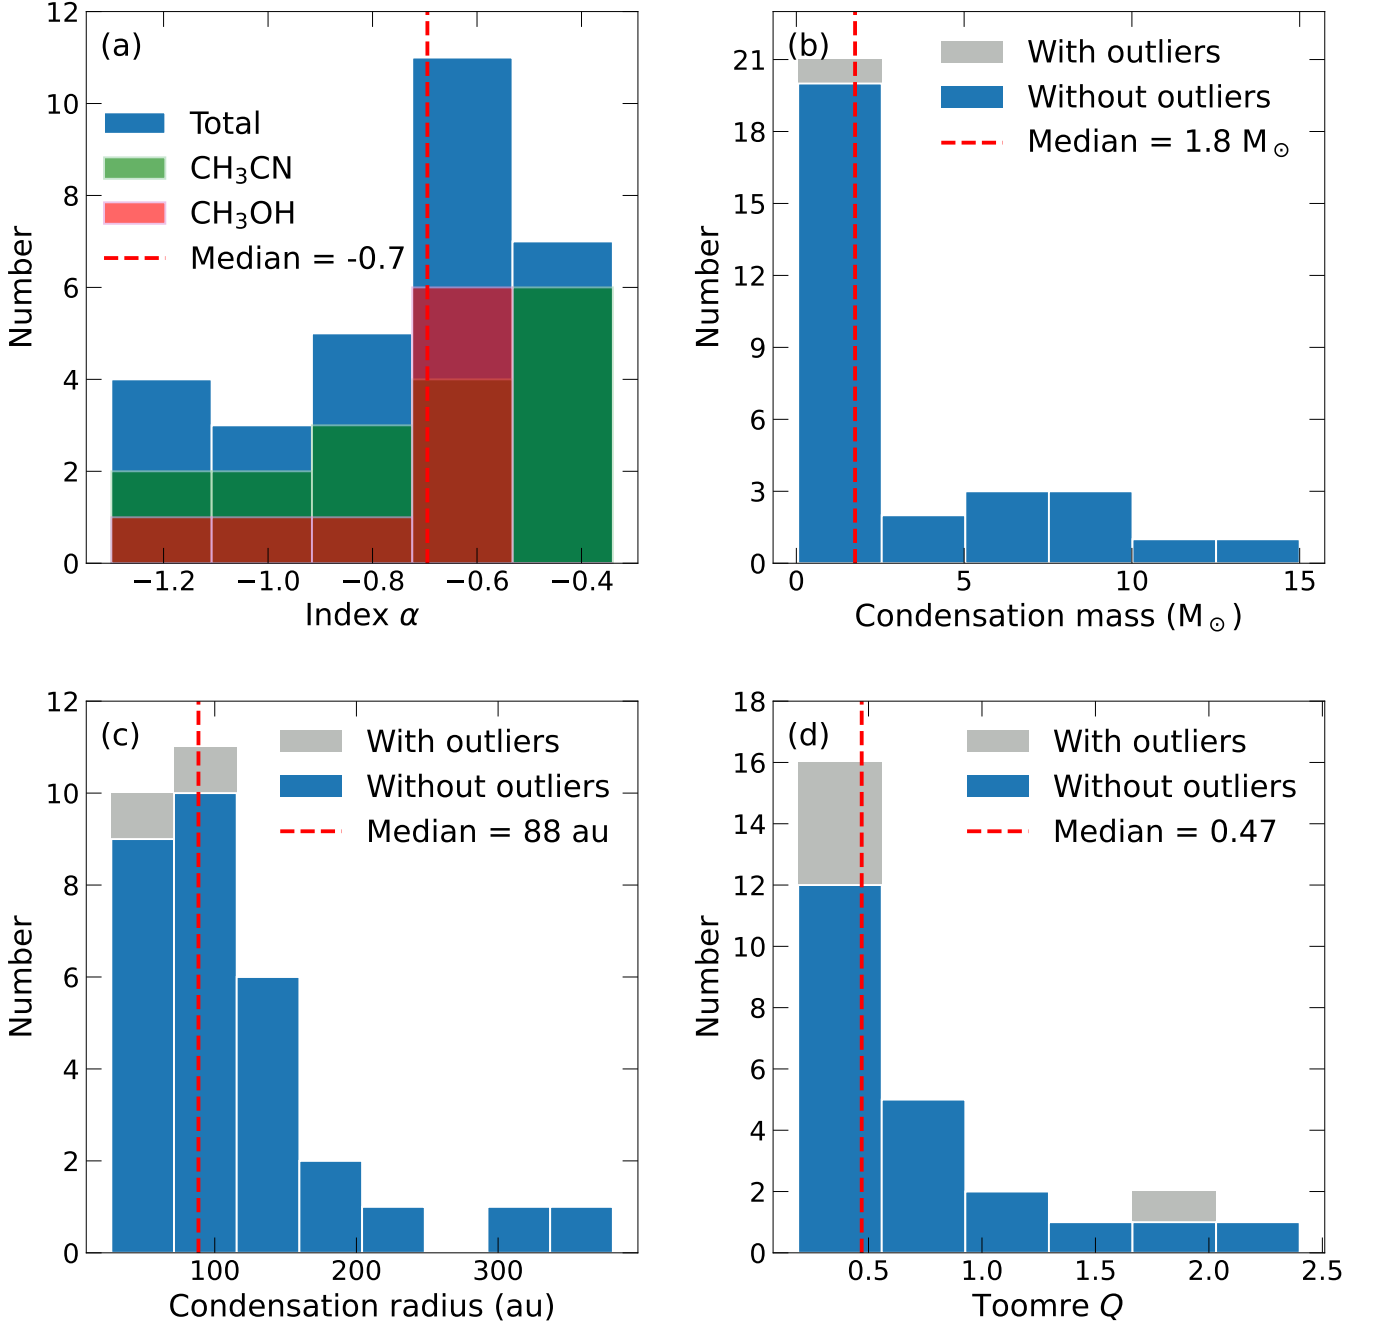 (a)
Total
CH₃CN
CH₃OH
Median = -0.7
12
10
8
6
4
2
0
Number
−1.2 −1.0 −0.8 −0.6 −0.4
Index α
(b)
With outliers
Without outliers
Median = 1.8 M⊙
21
18
15
12
9
6
3
0
Number
0 5 10 15
Condensation mass (M⊙)
(c)
With outliers
Without outliers
Median = 88 au
12
10
8
6
4
2
0
Number
100 200 300
Condensation radius (au)
(d)
With outliers
Without outliers
Median = 0.47
18
16
14
12
10
8
6
4
2
0
Number
0.5 1.0 1.5 2.0 2.5
Toomre Q